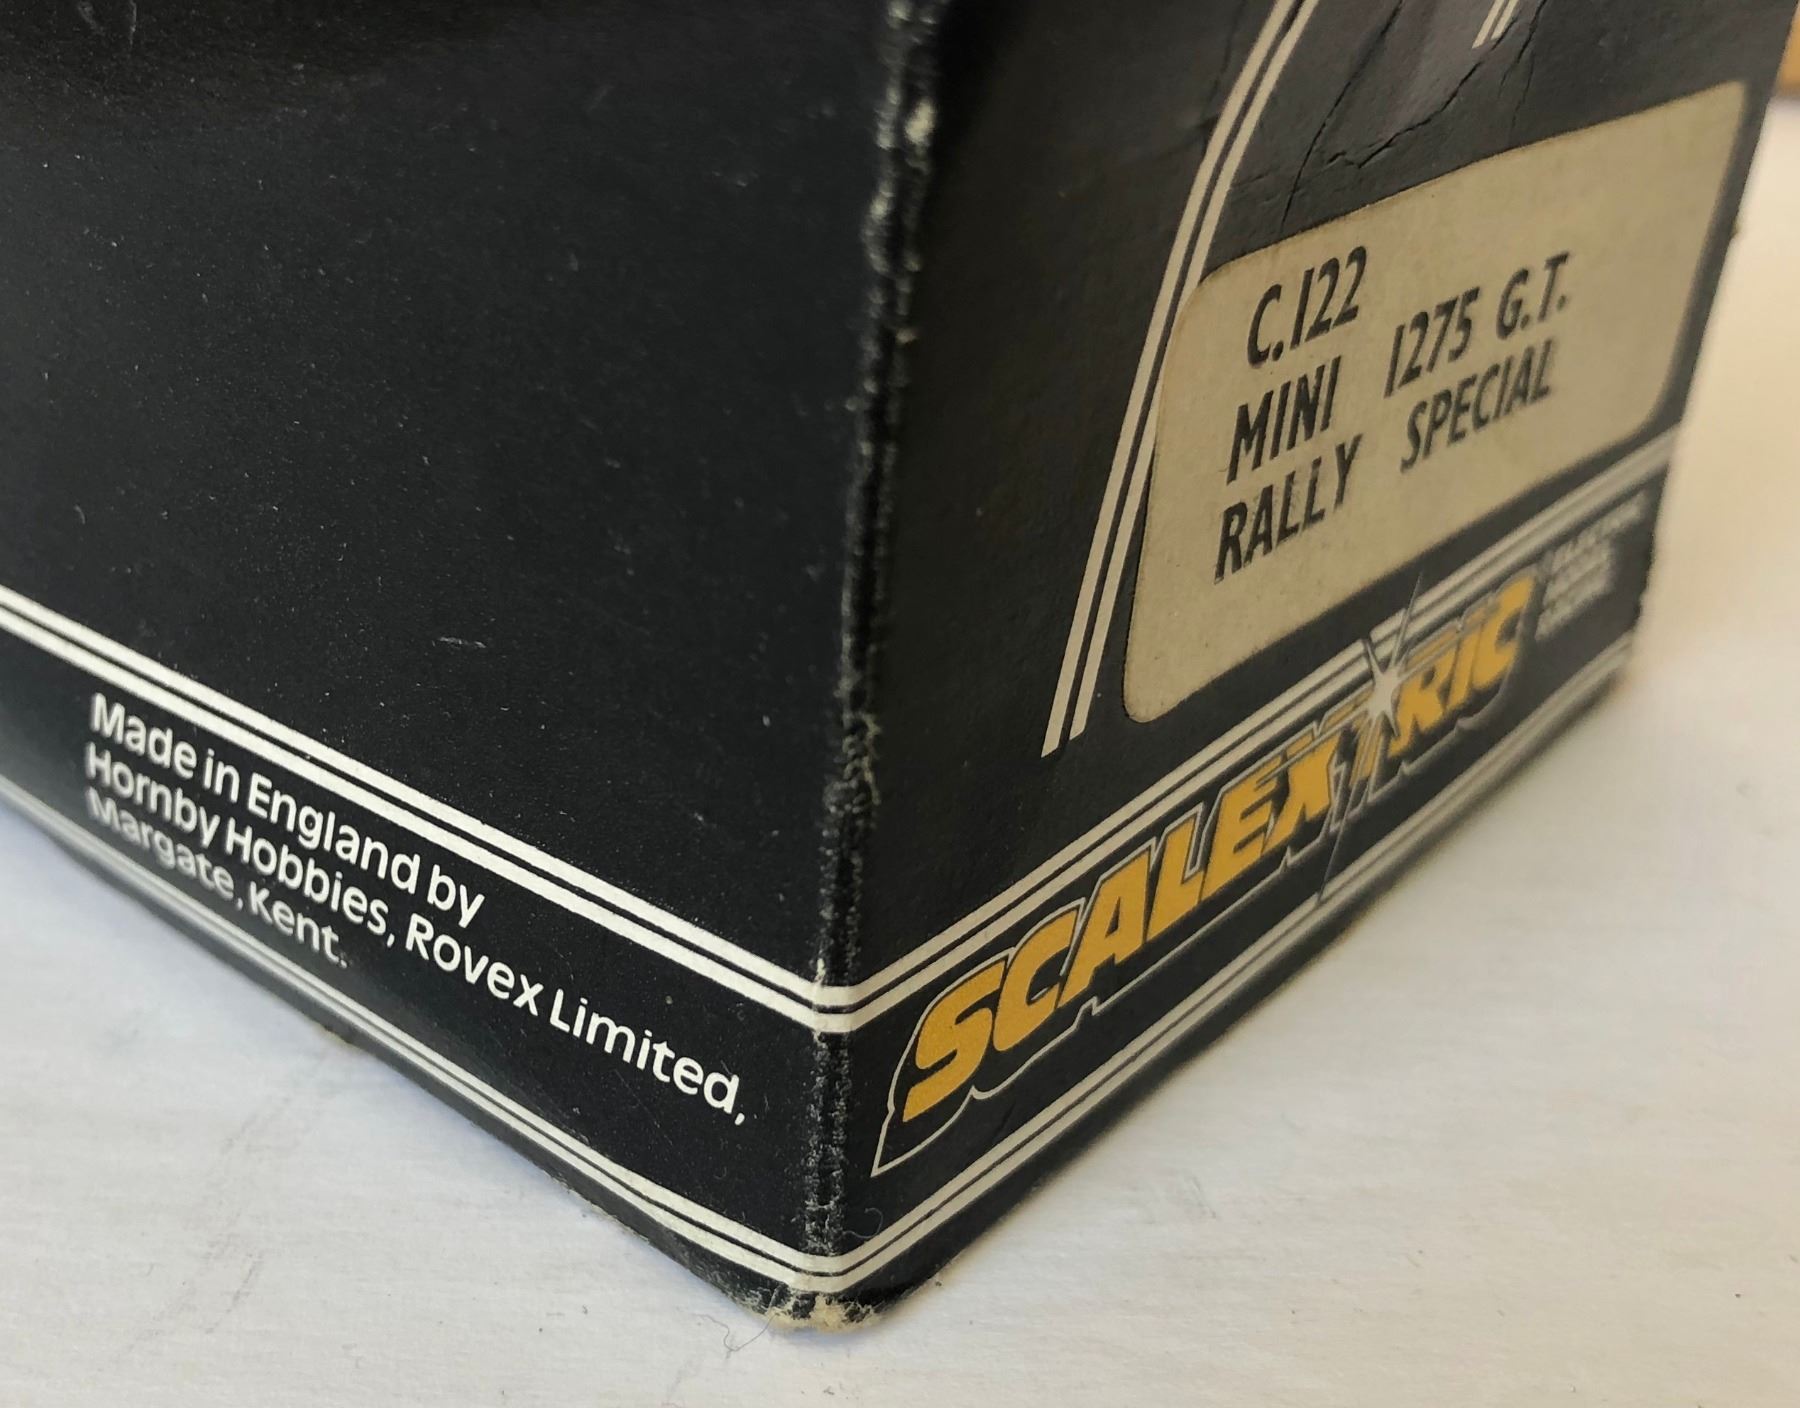 Made in England by
Hornby Hobbies, Rovex Limited,
Margate, Kent.
C.122
MINI 1275 G.T.
RALLY SPECIAL
SCALEXTRIC